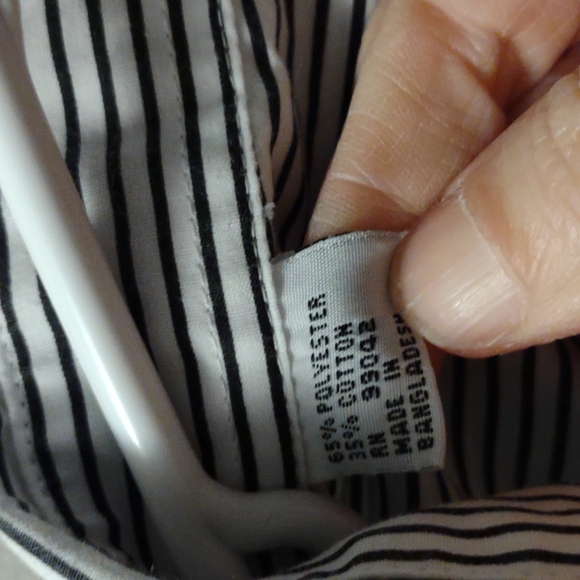 65% POLYESTER
35% COTTON
RN 99042
MADE IN
BANGLADESH